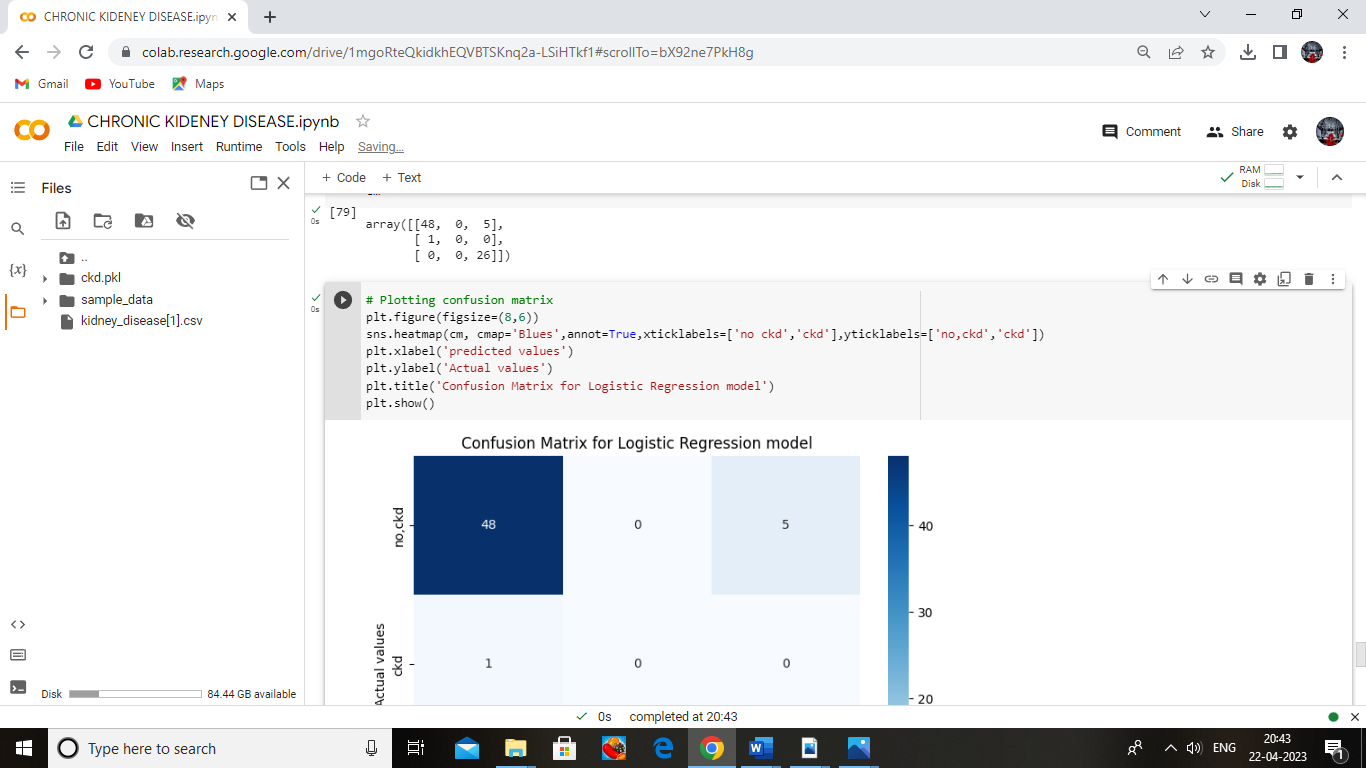 CHRONIC KIDENEY DISEASE.ipyn
colab.research.google.com/drive/1mgoRteQkidkhEQVBTSKnq2a-LSiHTkf1#scrollTo=bX92ne7PkH8g
Gmail YouTube Maps
CHRONIC KIDENEY DISEASE.ipynb
File Edit View Insert Runtime Tools Help Saving...
Comment Share
Files
+ Code + Text
RAM
Disk
..
ckd.pkl
sample_data
kidney_disease[1].csv
{x}
<>
Disk 84.44 GB available
0s
[79]
array([[48, 0, 5],
[ 1, 0, 0],
[ 0, 0, 26]])
0s
# Plotting confusion matrix
plt.figure(figsize=(8,6))
sns.heatmap(cm, cmap='Blues',annot=True,xticklabels=['no ckd','ckd'],yticklabels=['no,ckd','ckd'])
plt.xlabel('predicted values')
plt.ylabel('Actual values')
plt.title('Confusion Matrix for Logistic Regression model')
plt.show()
Confusion Matrix for Logistic Regression model
no,ckd
48 0 5
Actual values
ckd
1 0 0
40
30
20
0s completed at 20:43
Type here to search
ENG
20:43
22-04-2023
1